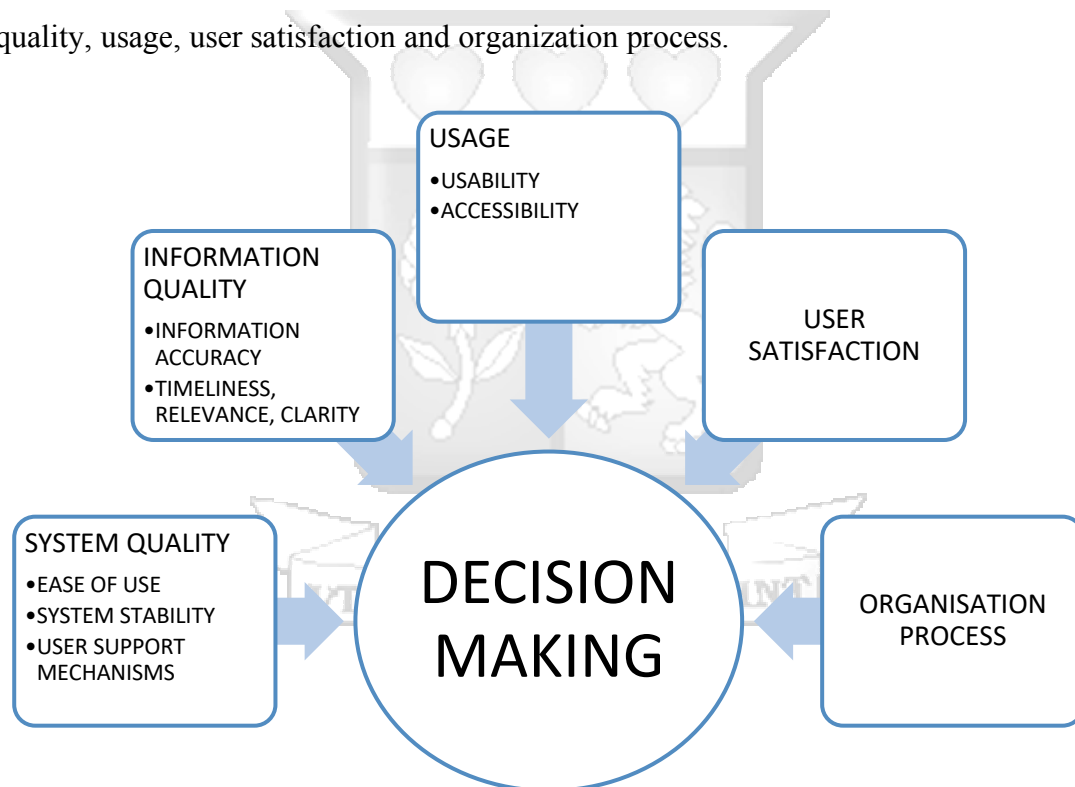 quality, usage, user satisfaction and organization process.
USAGE
•USABILITY
•ACCESSIBILITY
INFORMATION
QUALITY
•INFORMATION
ACCURACY
•TIMELINESS,
RELEVANCE, CLARITY
USER
SATISFACTION
SYSTEM QUALITY
•EASE OF USE
•SYSTEM STABILITY
•USER SUPPORT
MECHANISMS
DECISION
MAKING
ORGANISATION
PROCESS